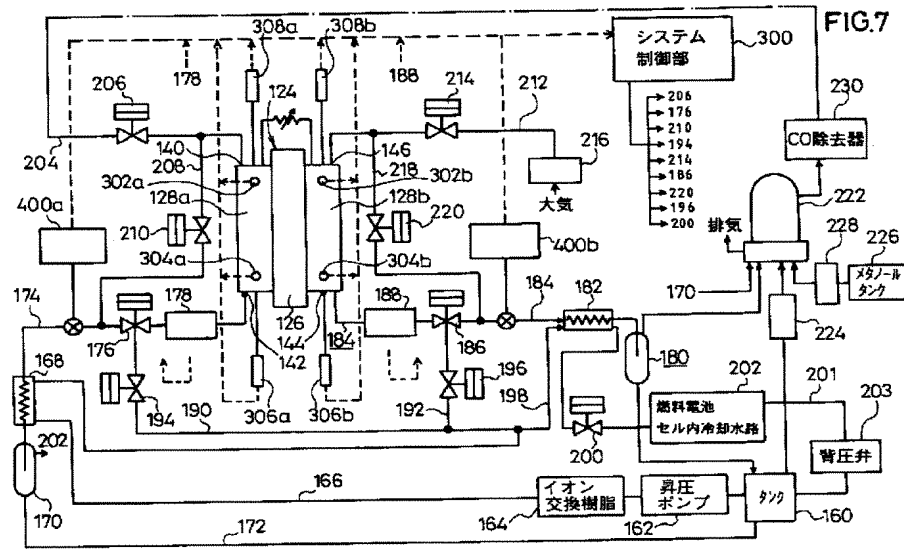 FIG.7
308a
308b
システム
制御部
300
178
188
206
124
214
212
230
CO除去器
204
140
146
216
208
218
大気
302a
302b
222
128a
128b
400a
210
220
400b
排気
228
226
メタノール
タンク
304a
304b
170
174
178
188
184
182
224
176
126
144
142
184
186
180
168
196
198
202
201
203
194
190
192
燃料電池
セル内冷却水路
背圧弁
306a
306b
200
202
166
イオン
交換樹脂
昇圧
ポンプ
タンク
170
172
164
162
160
206
176
210
194
214
186
220
196
200